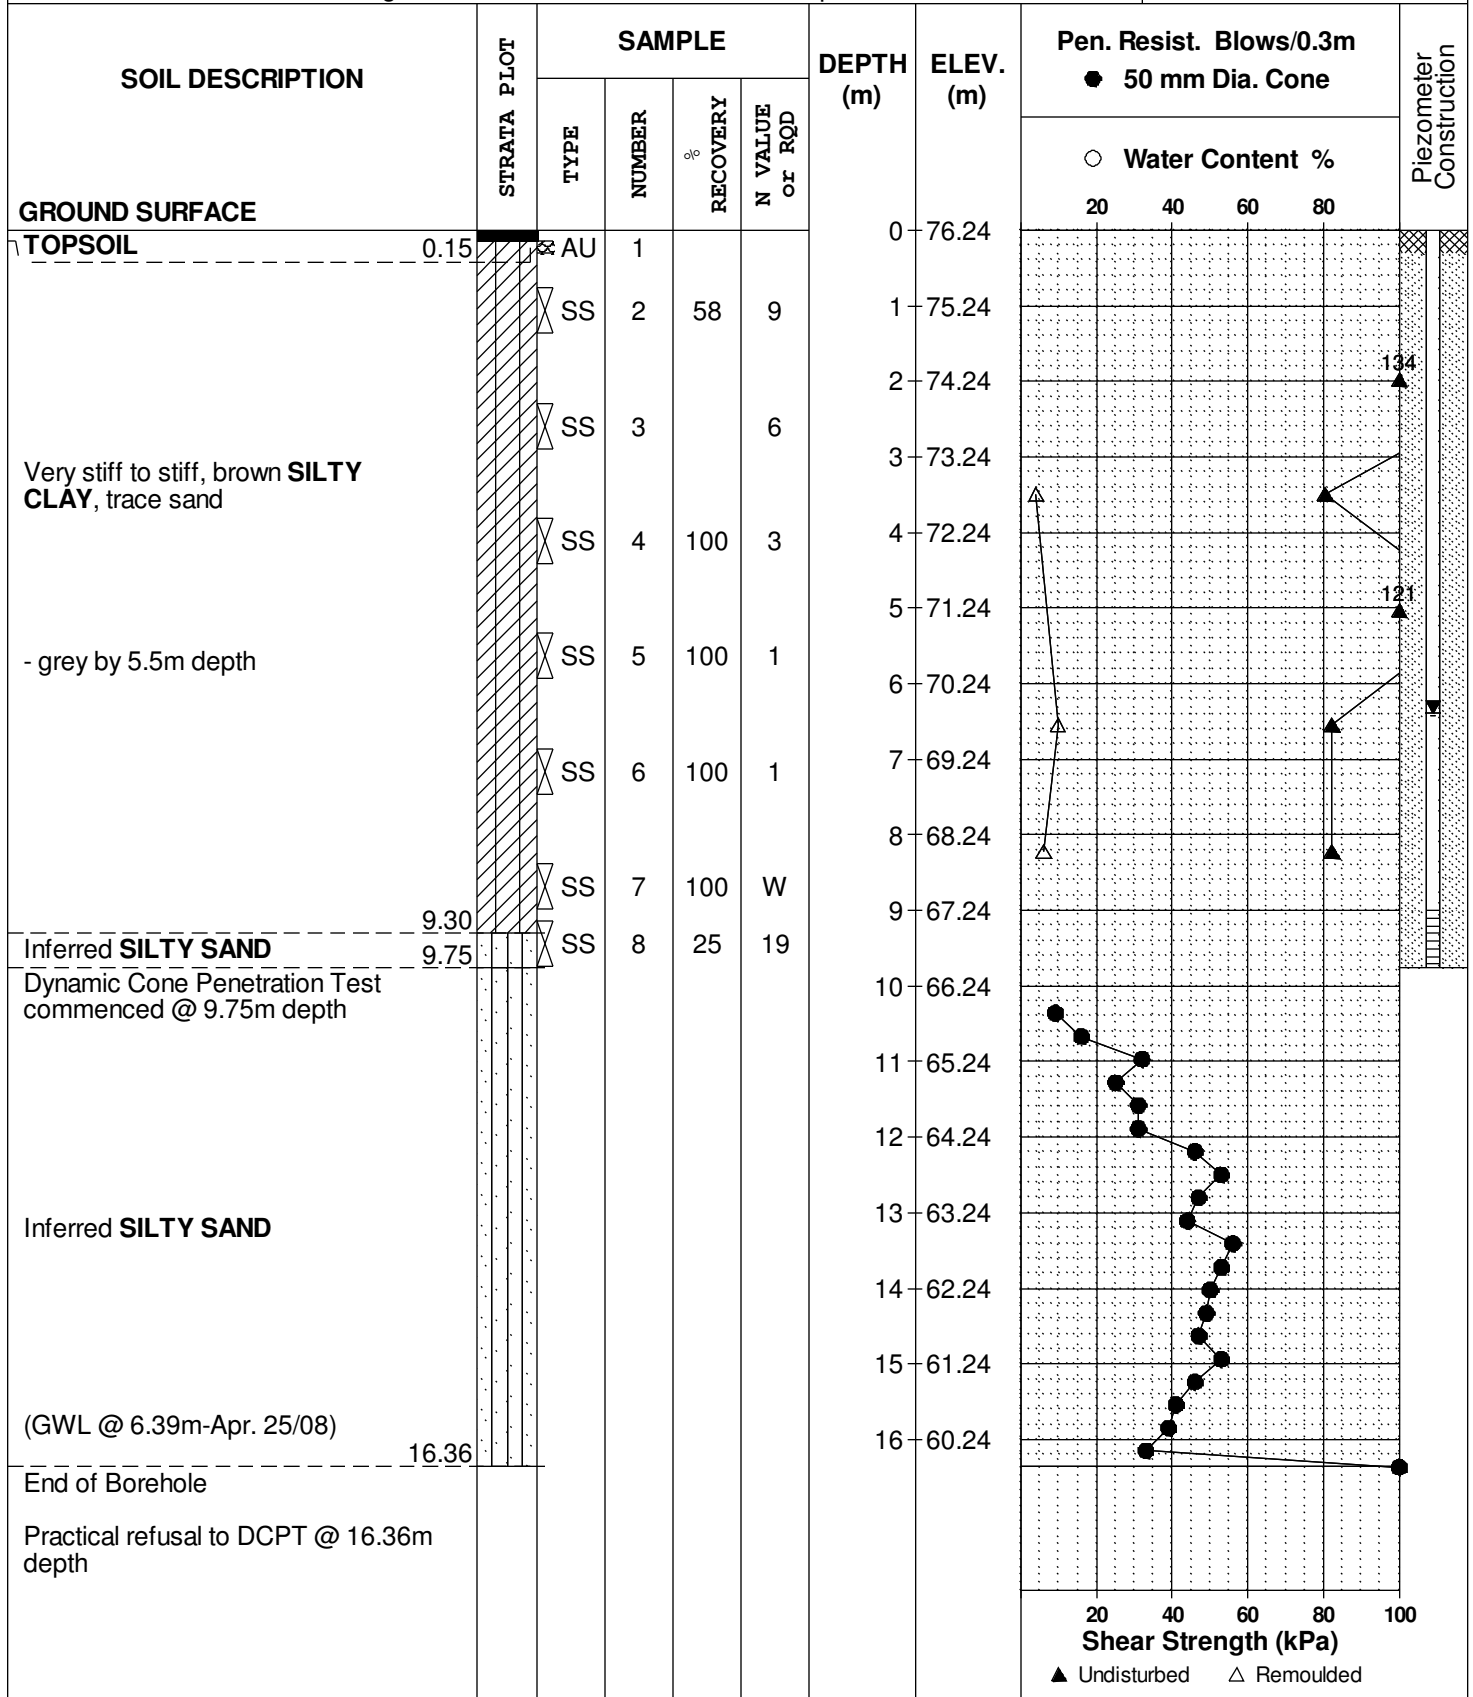 SOIL DESCRIPTION
GROUND SURFACE
STRATA PLOT
SAMPLE
TYPE
NUMBER
%
RECOVERY
N VALUE
or RQD
DEPTH
(m)
ELEV.
(m)
Pen. Resist. Blows/0.3m
● 50 mm Dia. Cone
○ Water Content %
20 40 60 80
Piezometer
Construction
TOPSOIL 0.15
AU 1
0 76.24
SS 2 58 9
1 75.24
134
2 74.24
SS 3 6
3 73.24
Very stiff to stiff, brown SILTY
CLAY, trace sand
SS 4 100 3
4 72.24
121
5 71.24
- grey by 5.5m depth
SS 5 100 1
6 70.24
SS 6 100 1
7 69.24
8 68.24
SS 7 100 W
9 67.24
9.30
Inferred SILTY SAND
9.75
SS 8 25 19
Dynamic Cone Penetration Test
commenced @ 9.75m depth
10 66.24
11 65.24
12 64.24
Inferred SILTY SAND
13 63.24
14 62.24
15 61.24
(GWL @ 6.39m-Apr. 25/08)
16 60.24
16.36
End of Borehole
Practical refusal to DCPT @ 16.36m
depth
20 40 60 80 100
Shear Strength (kPa)
▲ Undisturbed △ Remoulded